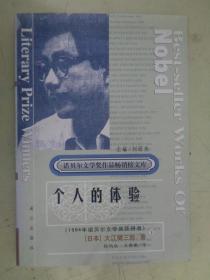 Best-seller Works Of
Nobel
Literary Prize Winners
诺贝尔文学奖作品畅销榜文库
个人的体验
(1994年诺贝尔文学奖获得者)
[日本] 大江健三郎 著